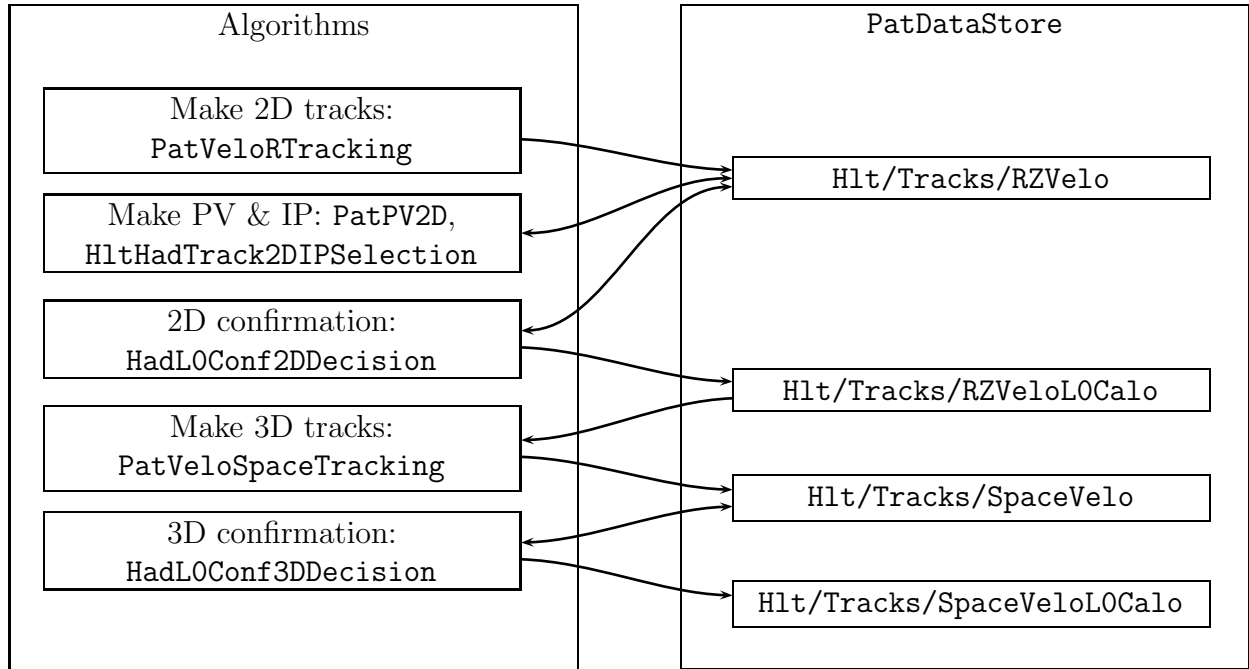 Algorithms
Make 2D tracks:
PatVeloRTracking
Make PV & IP: PatPV2D,
HltHadTrack2DIPSelection
2D confirmation:
HadL0Conf2DDecision
Make 3D tracks:
PatVeloSpaceTracking
3D confirmation:
HadL0Conf3DDecision
PatDataStore
Hlt/Tracks/RZVelo
Hlt/Tracks/RZVeloL0Calo
Hlt/Tracks/SpaceVelo
Hlt/Tracks/SpaceVeloL0Calo